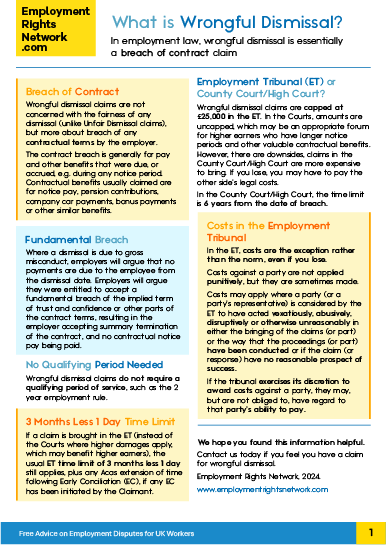 Employment
Rights
Network
.com
What is Wrongful Dismissal?
In employment law, wrongful dismissal is essentially
a breach of contract claim
Breach of Contract
Wrongful dismissal claims are not
concerned with the fairness of any
dismissal (unlike Unfair Dismissal claims),
but more about breach of any
contractual terms by the employer.
The contract breach is generally for pay
and other benefits that were due, or
accrued, e.g. during any notice period.
Contractual benefits usually claimed are
for notice pay, pension contributions,
company car payments, bonus payments
or other similar benefits.
Fundamental Breach
Where a dismissal is due to gross
misconduct, employers will argue that no
payments are due to the employee from
the dismissal date. Employers will argue
they were entitled to accept a
fundamental breach of the implied term
of trust and confidence or other parts of
the contract terms, resulting in the
employer accepting summary termination
of the contract, and no contractual notice
pay being paid.
No Qualifying Period Needed
Wrongful dismissal claims do not require a
qualifying period of service, such as the 2
year employment rule.
3 Months Less 1 Day Time Limit
If a claim is brought in the ET (instead of
the Courts where higher damages apply,
which may benefit higher earners), the
usual ET time limit of 3 months less 1 day
still applies, plus any Acas extension of time
following Early Conciliation (EC), if any EC
has been initiated by the Claimant.
Employment Tribunal (ET) or
County Court/High Court?
Wrongful dismissal claims are capped at
£25,000 in the ET. In the Courts, amounts are
uncapped, which may be an appropriate forum
for higher earners who have longer notice
periods and other valuable contractual benefits.
However, there are downsides, claims in the
County Court/High Court are more expensive
to bring. If you lose, you may have to pay the
other side's legal costs.
In the County Court/High Court, the time limit
is 6 years from the date of breach.
Costs in the Employment
Tribunal
In the ET, costs are the exception rather
than the norm, even if you lose.
Costs against a party are not applied
punitively, but they are sometimes made.
Costs may apply where a party (or a
party's representative) is considered by the
ET to have acted vexatiously, abusively,
disruptively or otherwise unreasonably in
either the bringing of the claims (or part)
or the way that the proceedings (or part)
have been conducted or if the claim (or
response) have no reasonable prospect of
success.
If the tribunal exercises its discretion to
award costs against a party, they may,
but are not obliged to, have regard to
that party's ability to pay.
We hope you found this information helpful.
Contact us today if you feel you have a claim
for wrongful dismissal.
Employment Rights Network, 2024.
www.employmentrightsnetwork.com
Free Advice on Employment Disputes for UK Workers
1